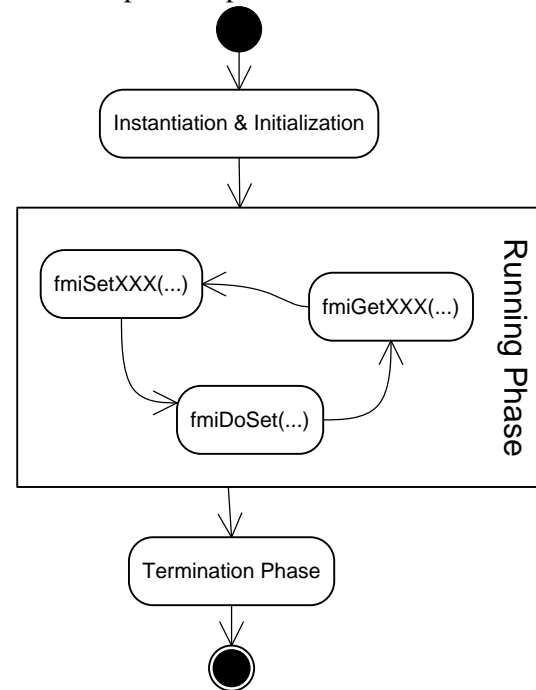 Instantiation & Initialization
Running Phase
fmiSetXXX(...)
fmiGetXXX(...)
fmiDoSet(...)
Termination Phase